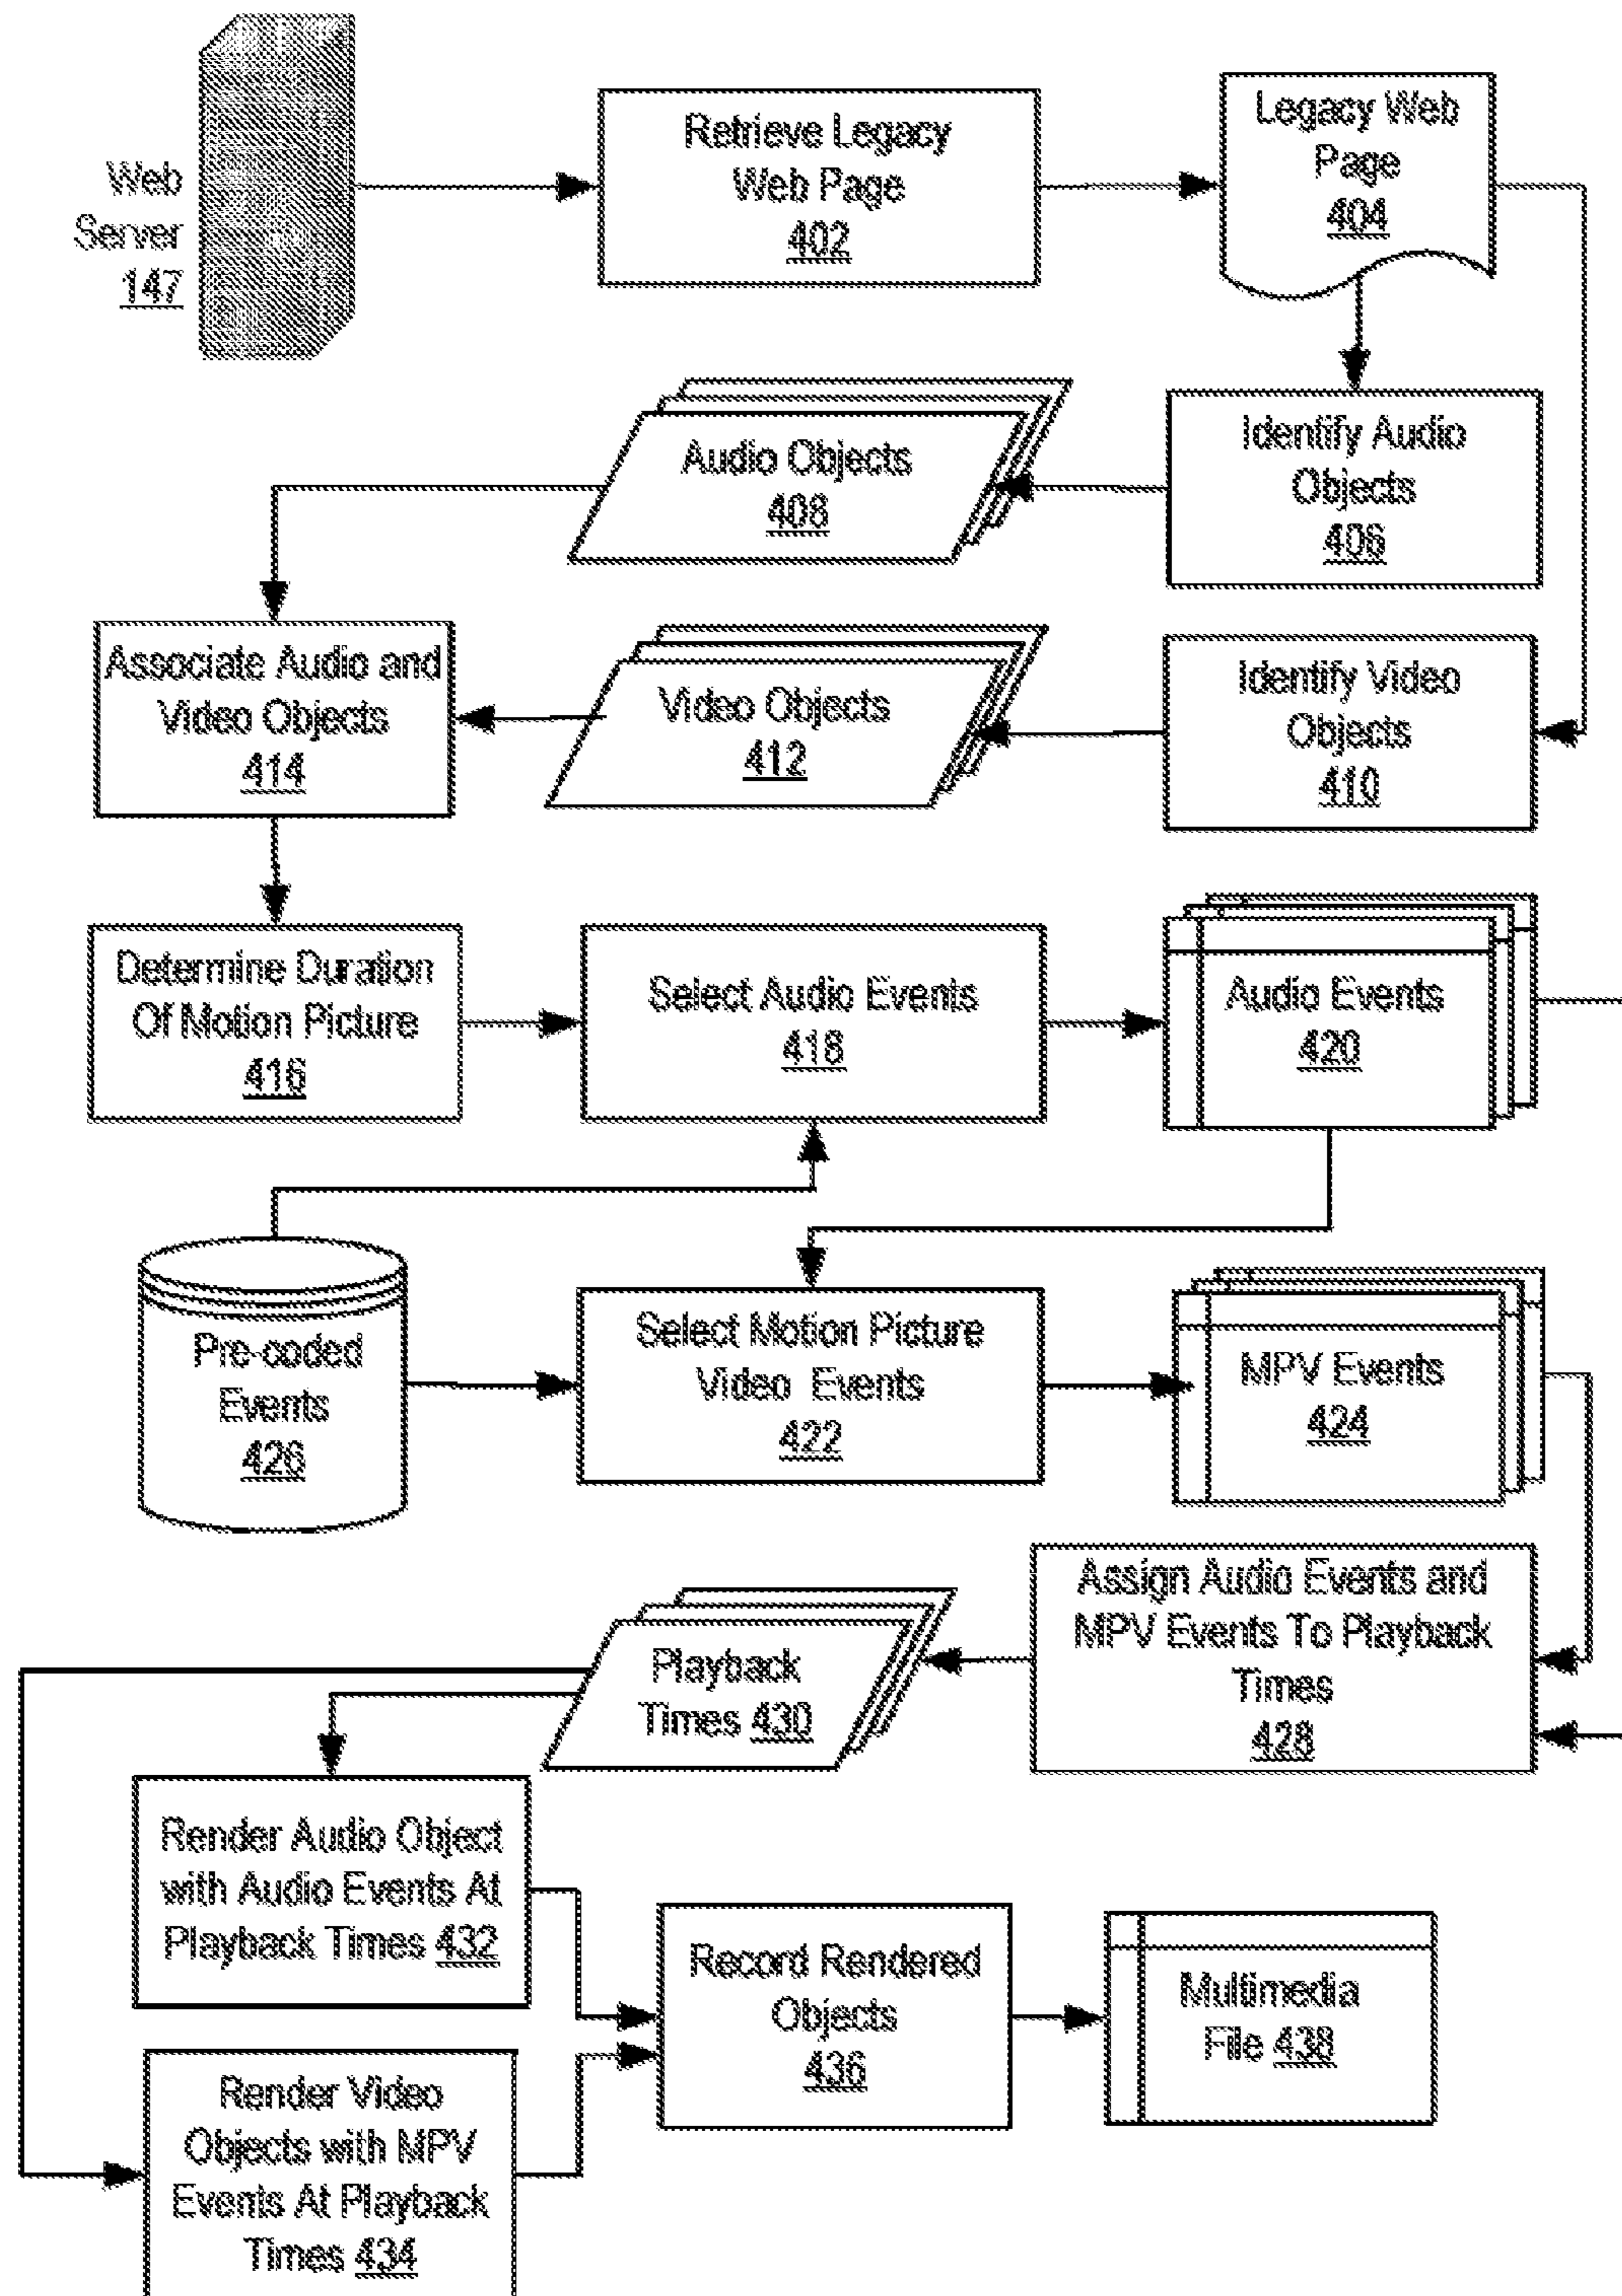 Web
Server
147
Retrieve Legacy
Web Page
402
Legacy Web
Page
404
Audio Objects
408
Identify Audio
Objects
406
Associate Audio and
Video Objects
414
Video Objects
412
Identify Video
Objects
410
Determine Duration
Of Motion Picture
416
Select Audio Events
418
Audio Events
420
Pre-coded
Events
426
Select Motion Picture
Video Events
422
MPV Events
424
Assign Audio Events and
MPV Events To Playback
Times
428
Playback
Times 430
Render Audio Object
with Audio Events At
Playback Times 432
Record Rendered
Objects
436
Multimedia
File 438
Render Video
Objects with MPV
Events At Playback
Times 434